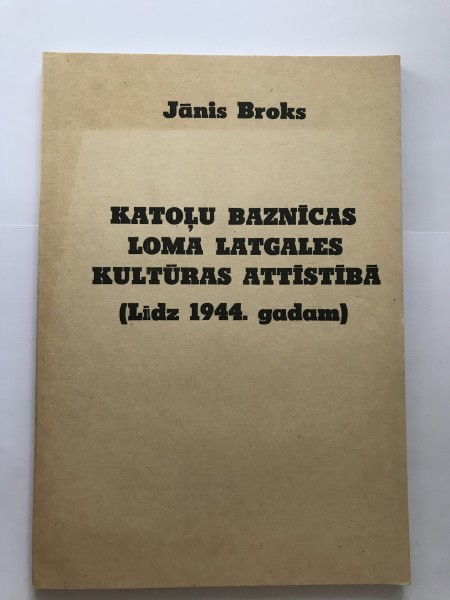 Jānis Broks
KATOĻU BAZNĪCAS
LOMA LATGALES
KULTŪRAS ATTĪSTĪBĀ
(Līdz 1944. gadam)